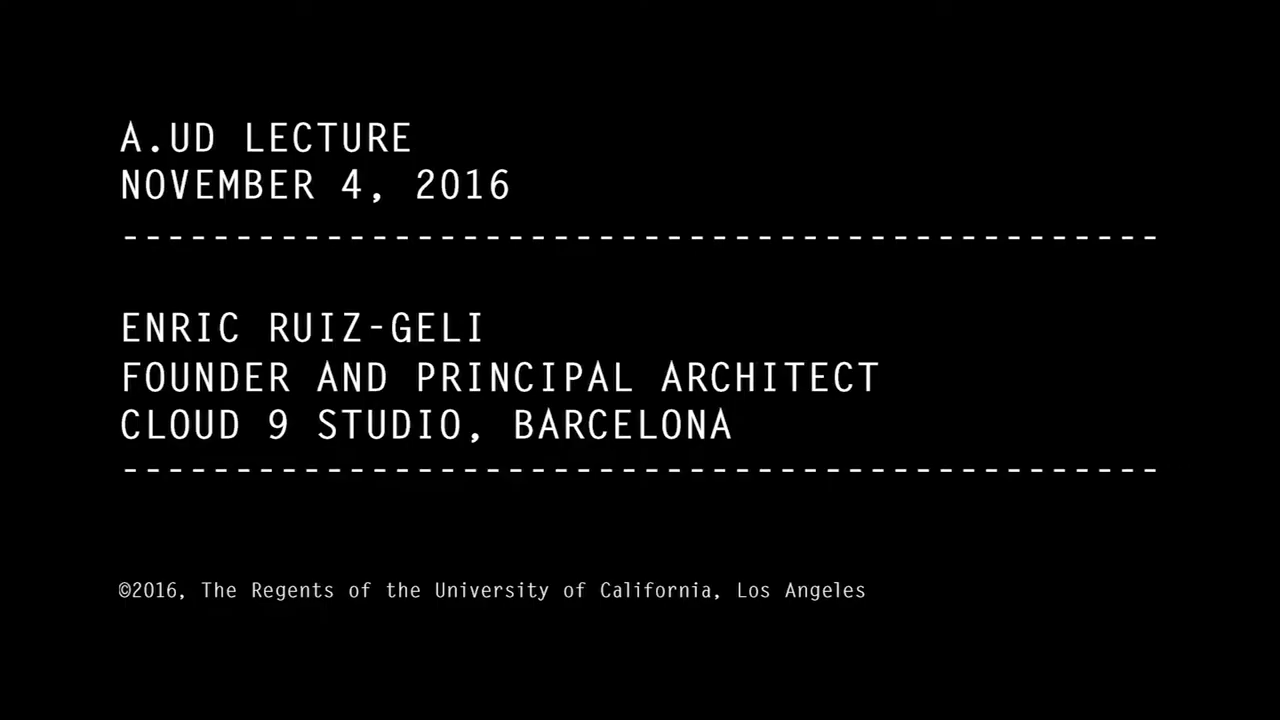 A.UD LECTURE
NOVEMBER 4, 2016
----------------------------------------------
ENRIC RUIZ-GELI
FOUNDER AND PRINCIPAL ARCHITECT
CLOUD 9 STUDIO, BARCELONA
----------------------------------------------
©2016, The Regents of the University of California, Los Angeles